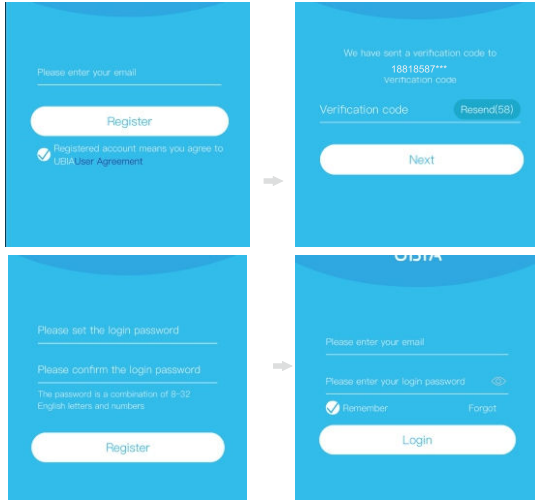 Please enter your email
Register
Registered account means you agree to
UBIAUser Agreement
We have sent a verification code to
18818587***
Verification code
Verification code
Resend(58)
Next
Please set the login password
Please confirm the login password
The password is a combination of 8-32
English letters and numbers
Register
UBIA
Please enter your email
Please enter your login password
Remember
Forgot
Login